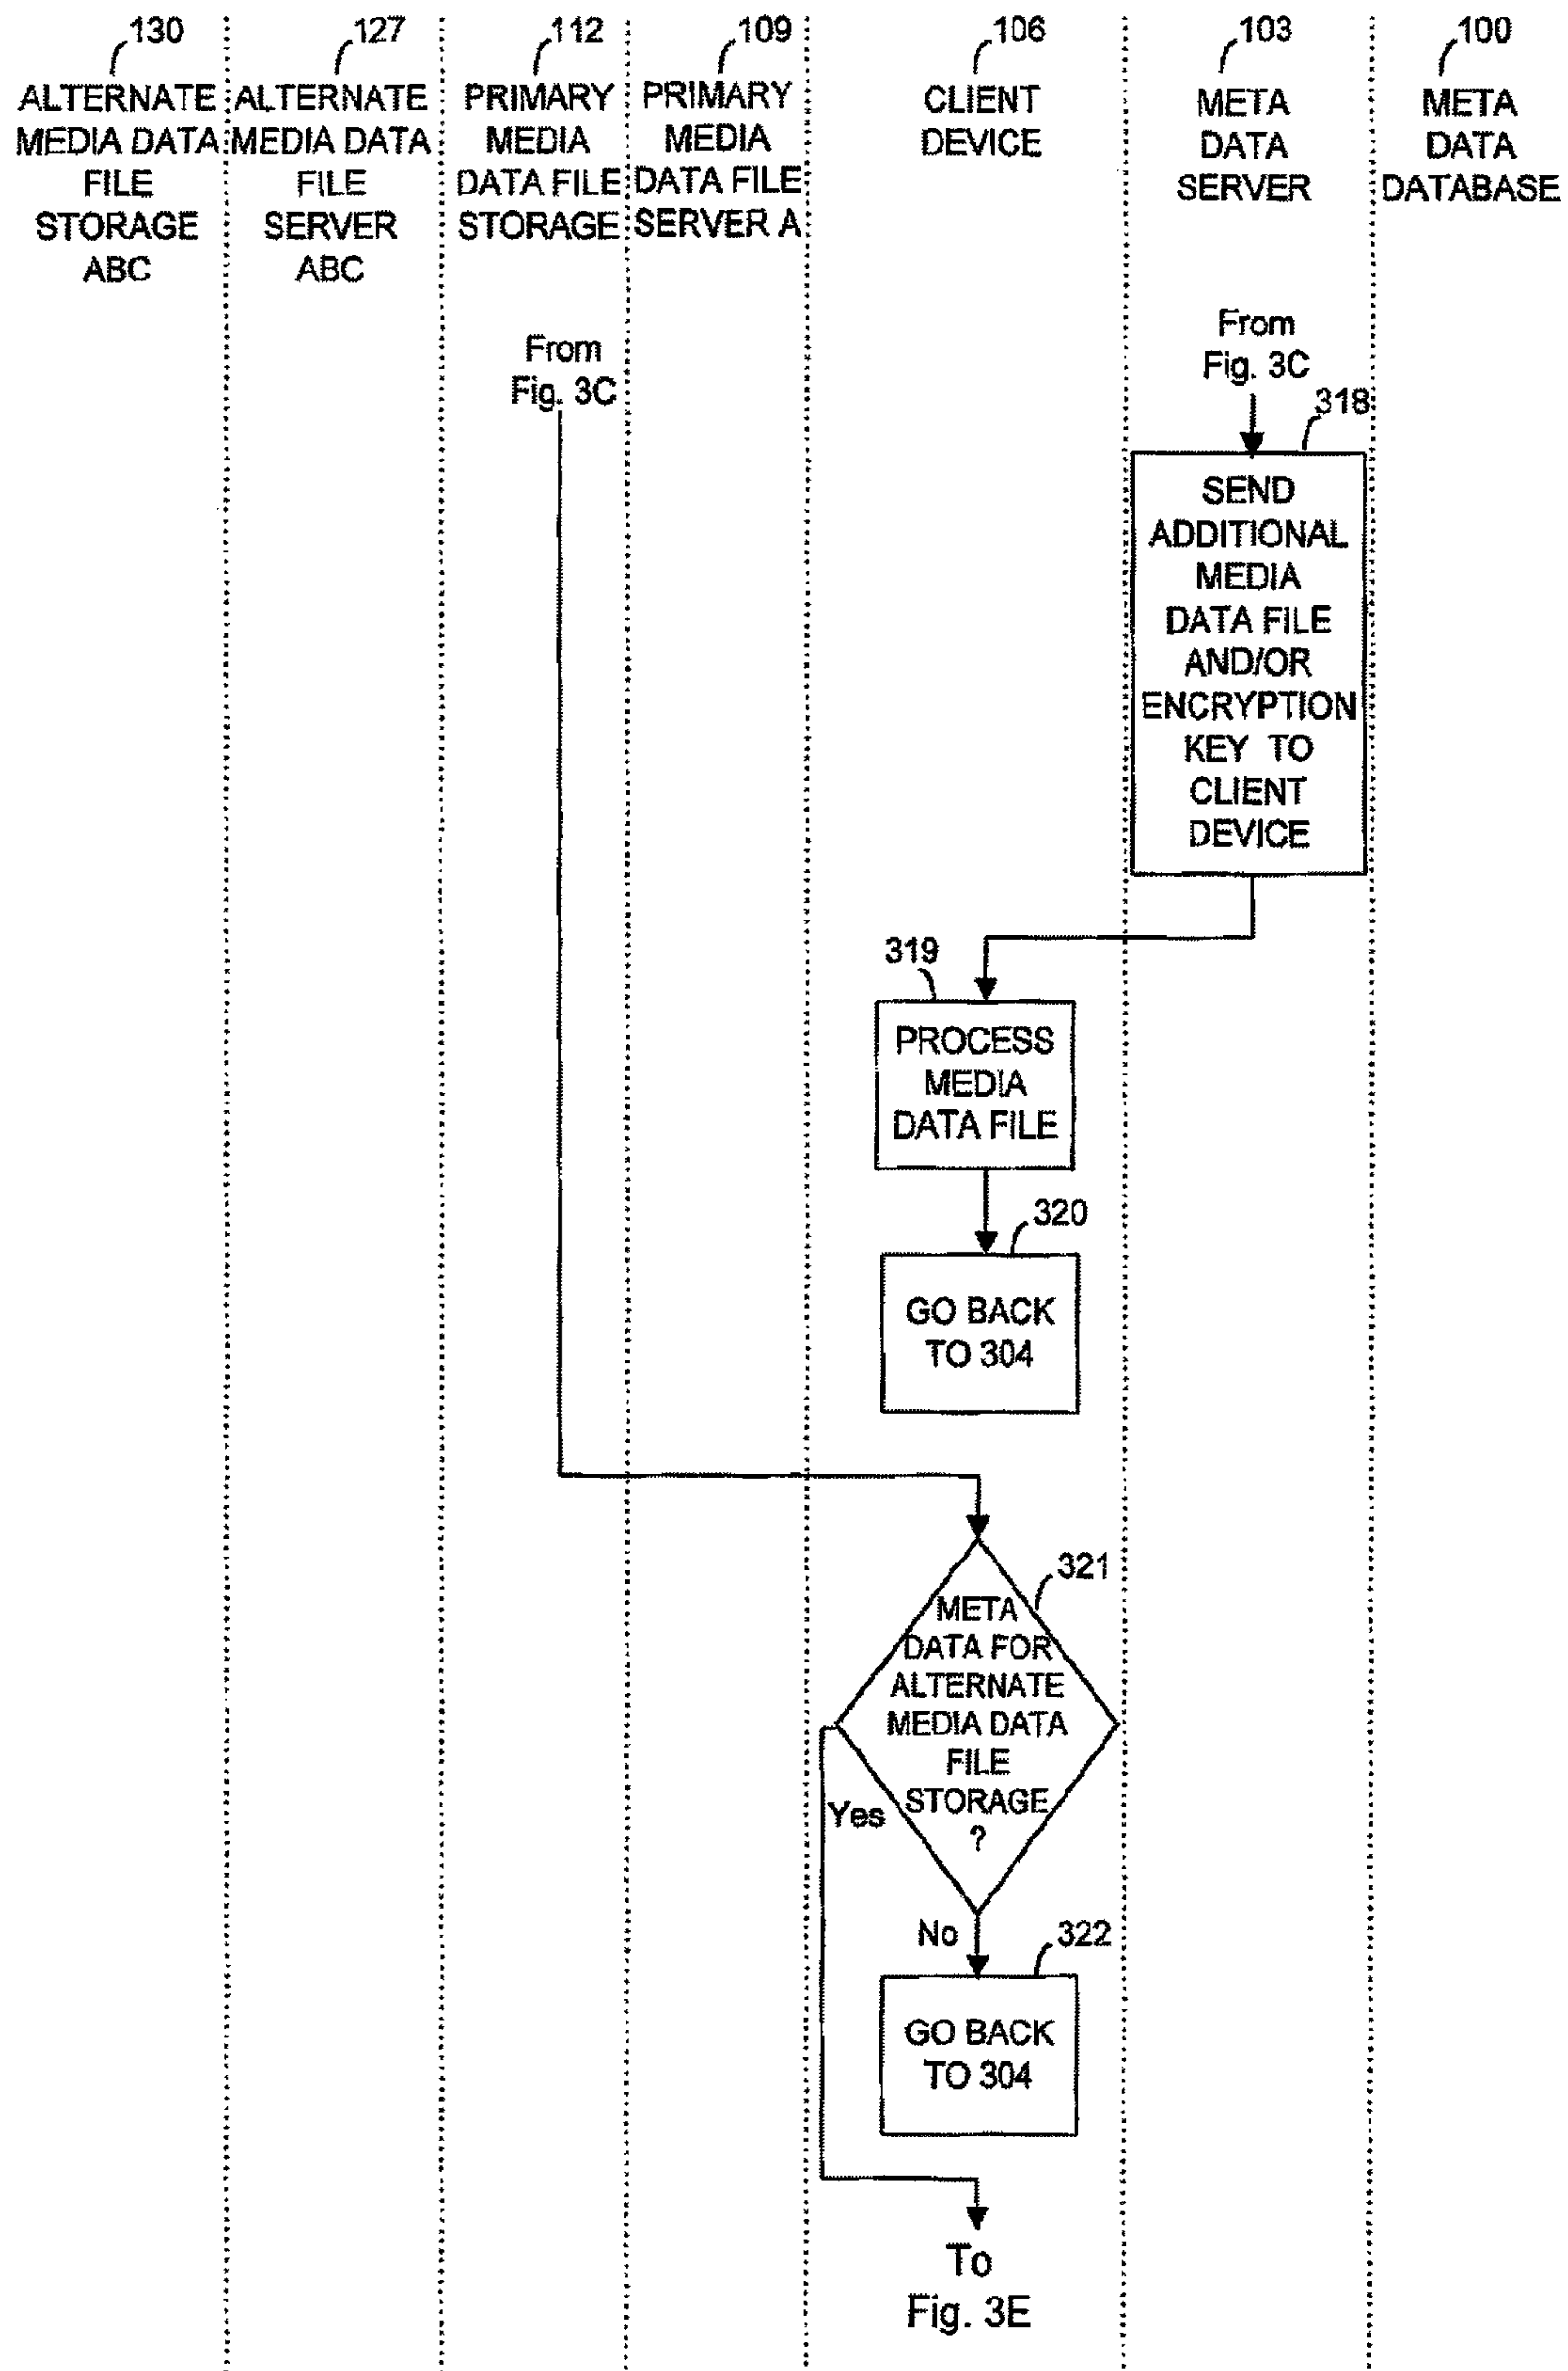 130
ALTERNATE
MEDIA DATA
FILE
STORAGE
ABC
127
ALTERNATE
MEDIA DATA
FILE
SERVER
ABC
112
PRIMARY
MEDIA
DATA FILE
STORAGE
109
PRIMARY
MEDIA
DATA FILE
SERVER A
106
CLIENT
DEVICE
103
META
DATA
SERVER
100
META
DATA
DATABASE
From
Fig. 3C
From
Fig. 3C
318
SEND
ADDITIONAL
MEDIA
DATA FILE
AND/OR
ENCRYPTION
KEY TO
CLIENT
DEVICE
319
PROCESS
MEDIA
DATA FILE
320
GO BACK
TO 304
321
META
DATA FOR
ALTERNATE
MEDIA DATA
FILE
STORAGE
?
Yes
No
322
GO BACK
TO 304
To
Fig. 3E